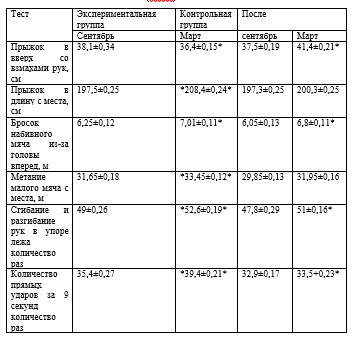 Тест Экспериментальная группа Контрольная группа После
Сентябрь Март сентябрь Март
Прыжок в вверх со взмахами рук, см 38,1±0,34 36,4±0,15* 37,5±0,19 41,4±0,21*
Прыжок в длину с места, см 197,5±0,25 *208,4±0,24* 197,3±0,25 200,3±0,25
Бросок набивного мяча из-за головы вперед, м 6,25±0,12 7,01±0,11* 6,05±0,13 6,8±0,11*
Метание малого мяча с места, м 31,65±0,18 *33,45±0,12* 29,85±0,13 31,95±0,16
Сгибание и разгибание рук в упоре лежа количество раз 49±0,26 *52,6±0,19* 47,8±0,29 51±0,16*
Количество прямых ударов за 9 секунд количество раз 35,4±0,27 *39,4±0,21* 32,9±0,17 33,5+0,23*